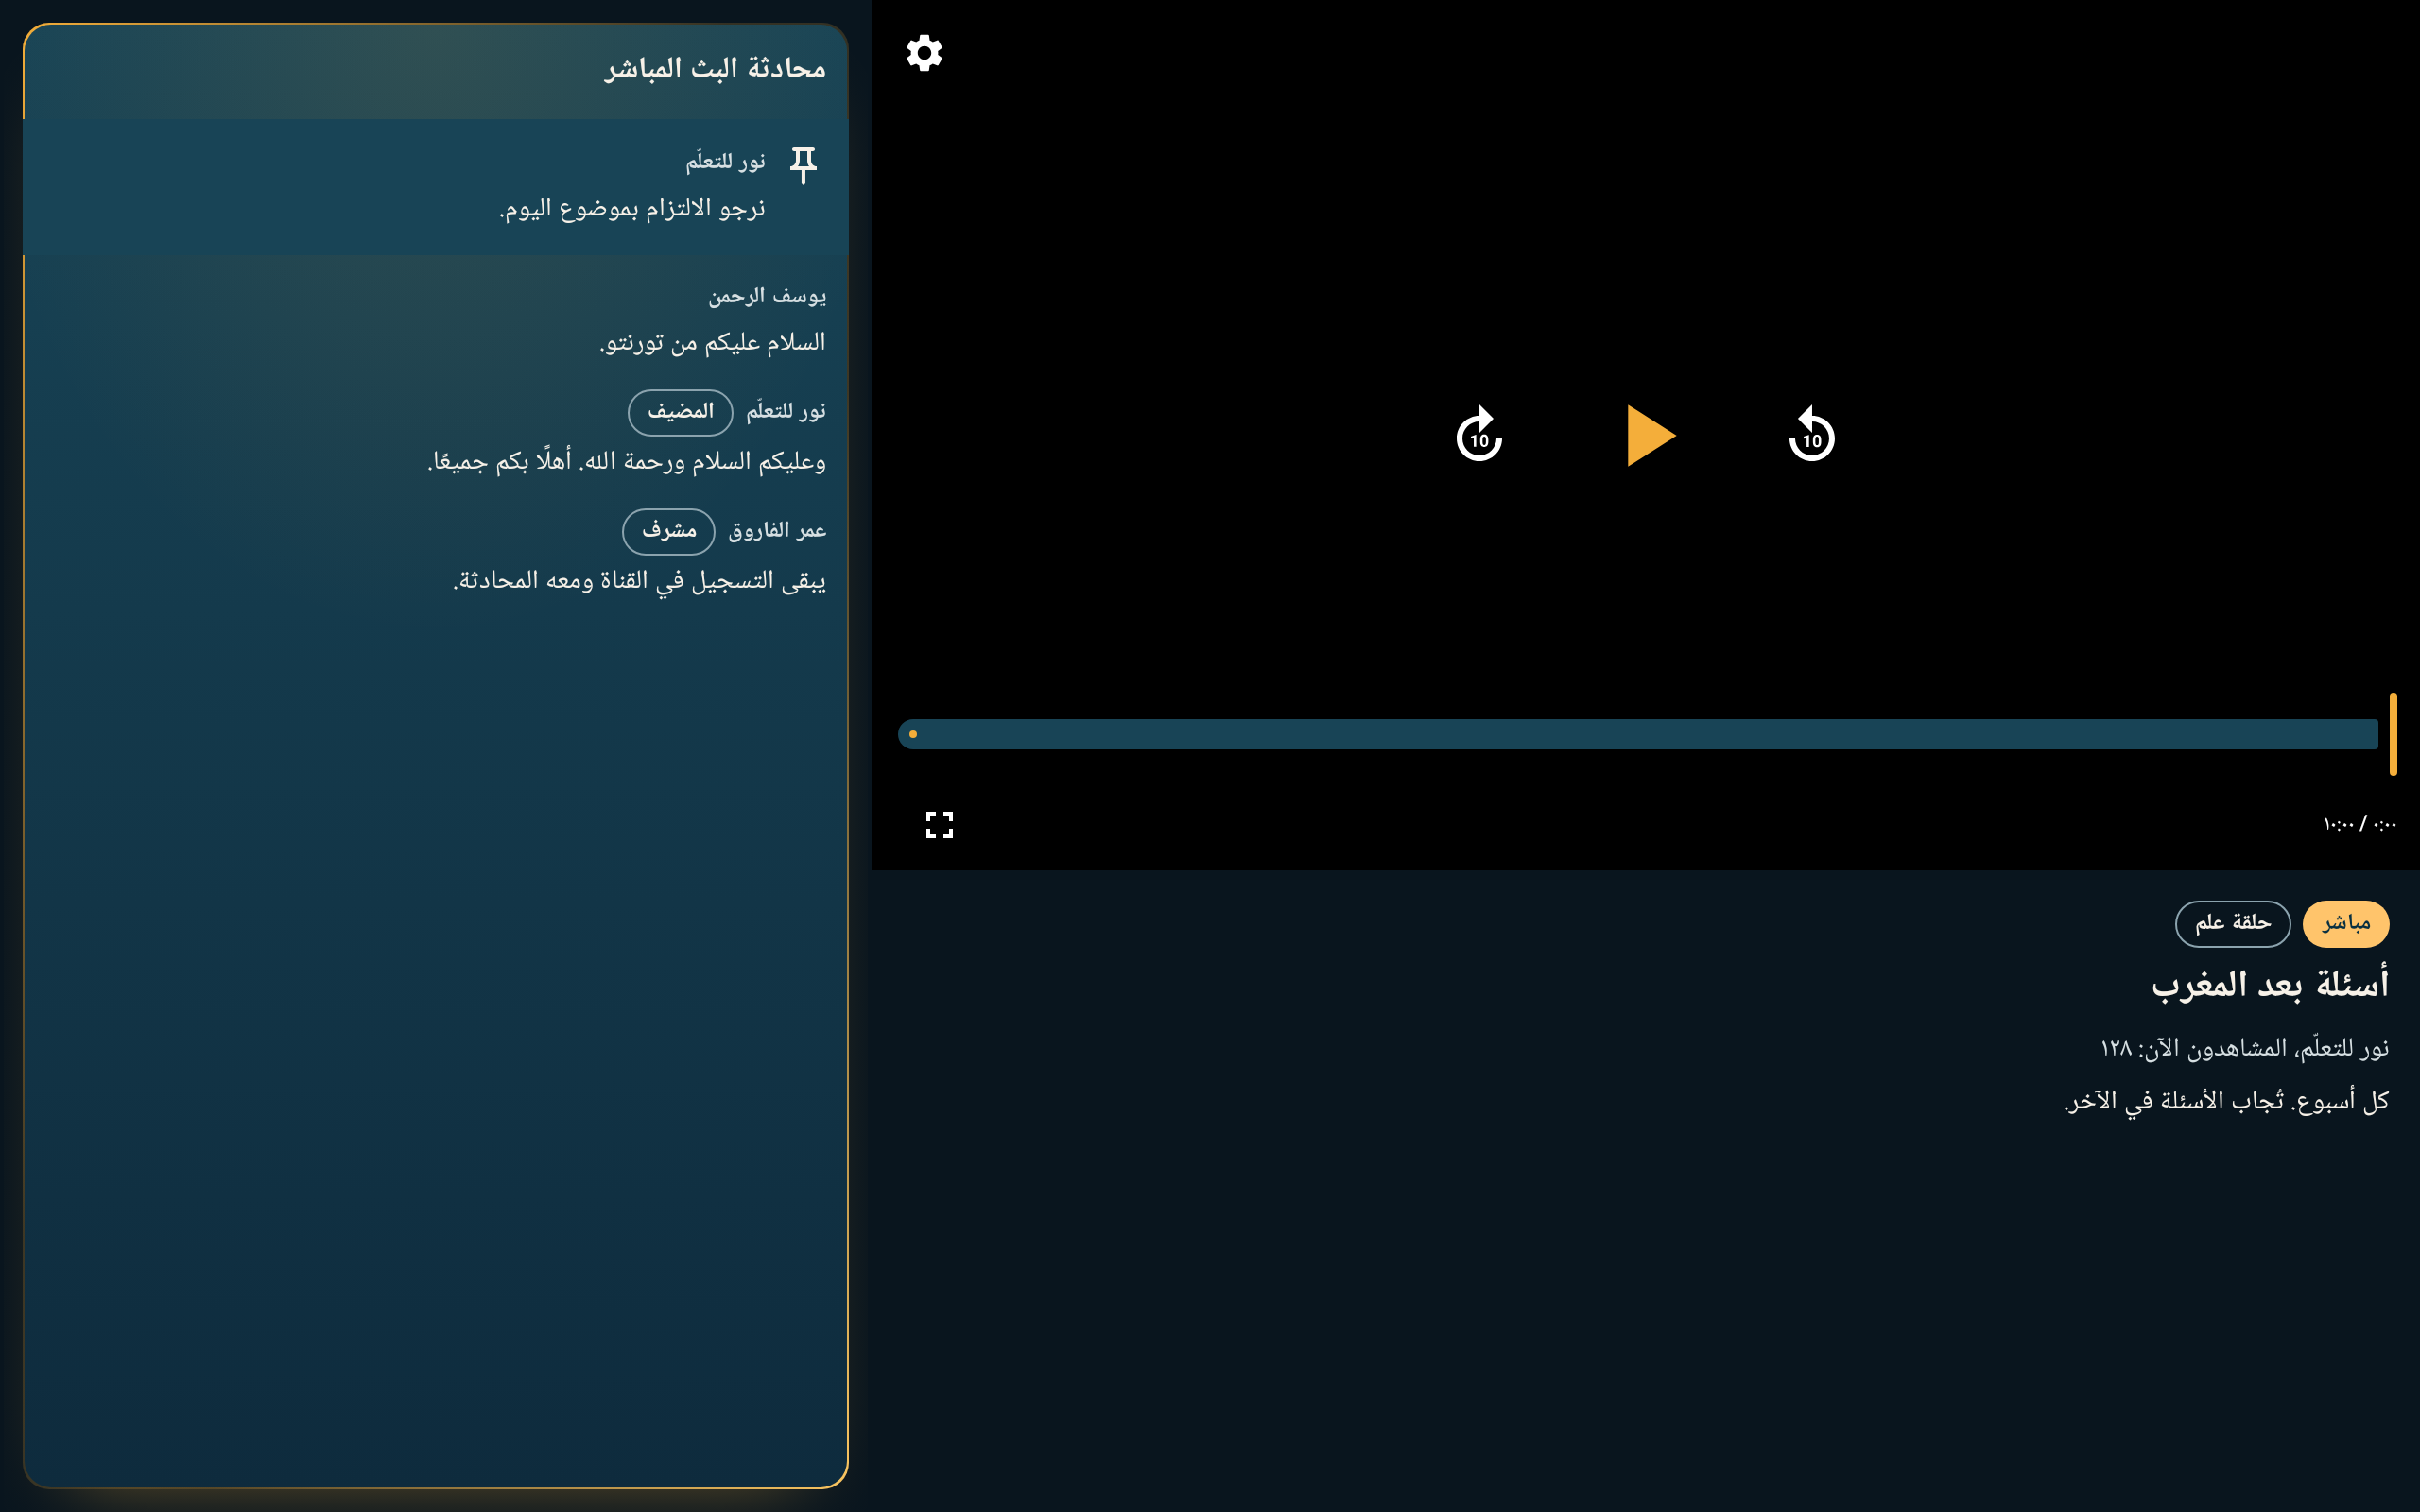 محادثة البث المباشر
نور للتعلّم
نرجو الالتزام بموضوع اليوم.
يوسف الرحمن
السلام عليكم من تورنتو.
نور للتعلّم المضيف
وعليكم السلام ورحمة الله. أهلًا بكم جميعًا.
عمر الفاروق مشرف
يبقى التسجيل في القناة ومعه المحادثة.
10
10
٠:٠٠ / ١٠:٠٠
مباشر حلقة علم
أسئلة بعد المغرب
نور للتعلّم، المشاهدون الآن: ١٢٨
كل أسبوع. تُجاب الأسئلة في الآخر.